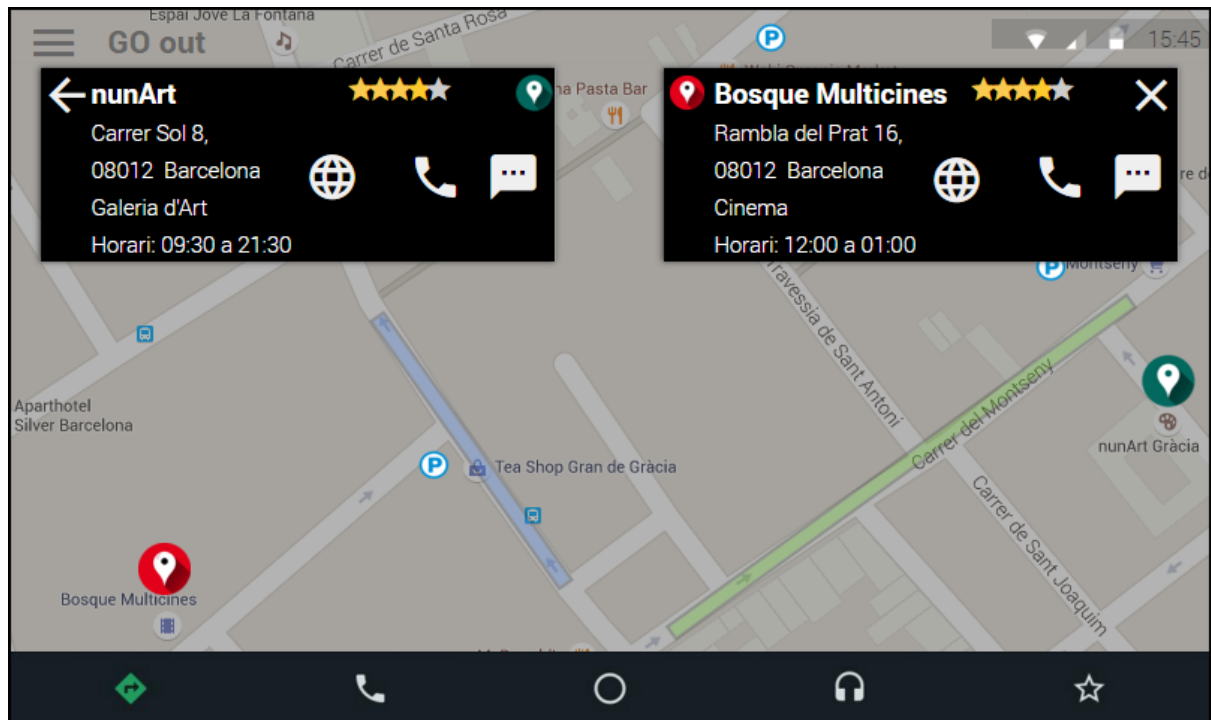 Espai Jove La Fontana
GO out
Carrer de Santa Rosa
15:45
nunArt
Carrer Sol 8,
08012 Barcelona
Galeria d'Art
Horari: 09:30 a 21:30
na Pasta Bar
P
Bosque Multicines
Rambla del Prat 16,
08012 Barcelona
Cinema
Horari: 12:00 a 01:00
P
Montseny
Travessia de Sant Antoni
Carrer del Montseny
Aparthotel
Silver Barcelona
nunArt Gràcia
P
Tea Shop Gran de Gràcia
Carrer de Sant Joaquim
Bosque Multicines